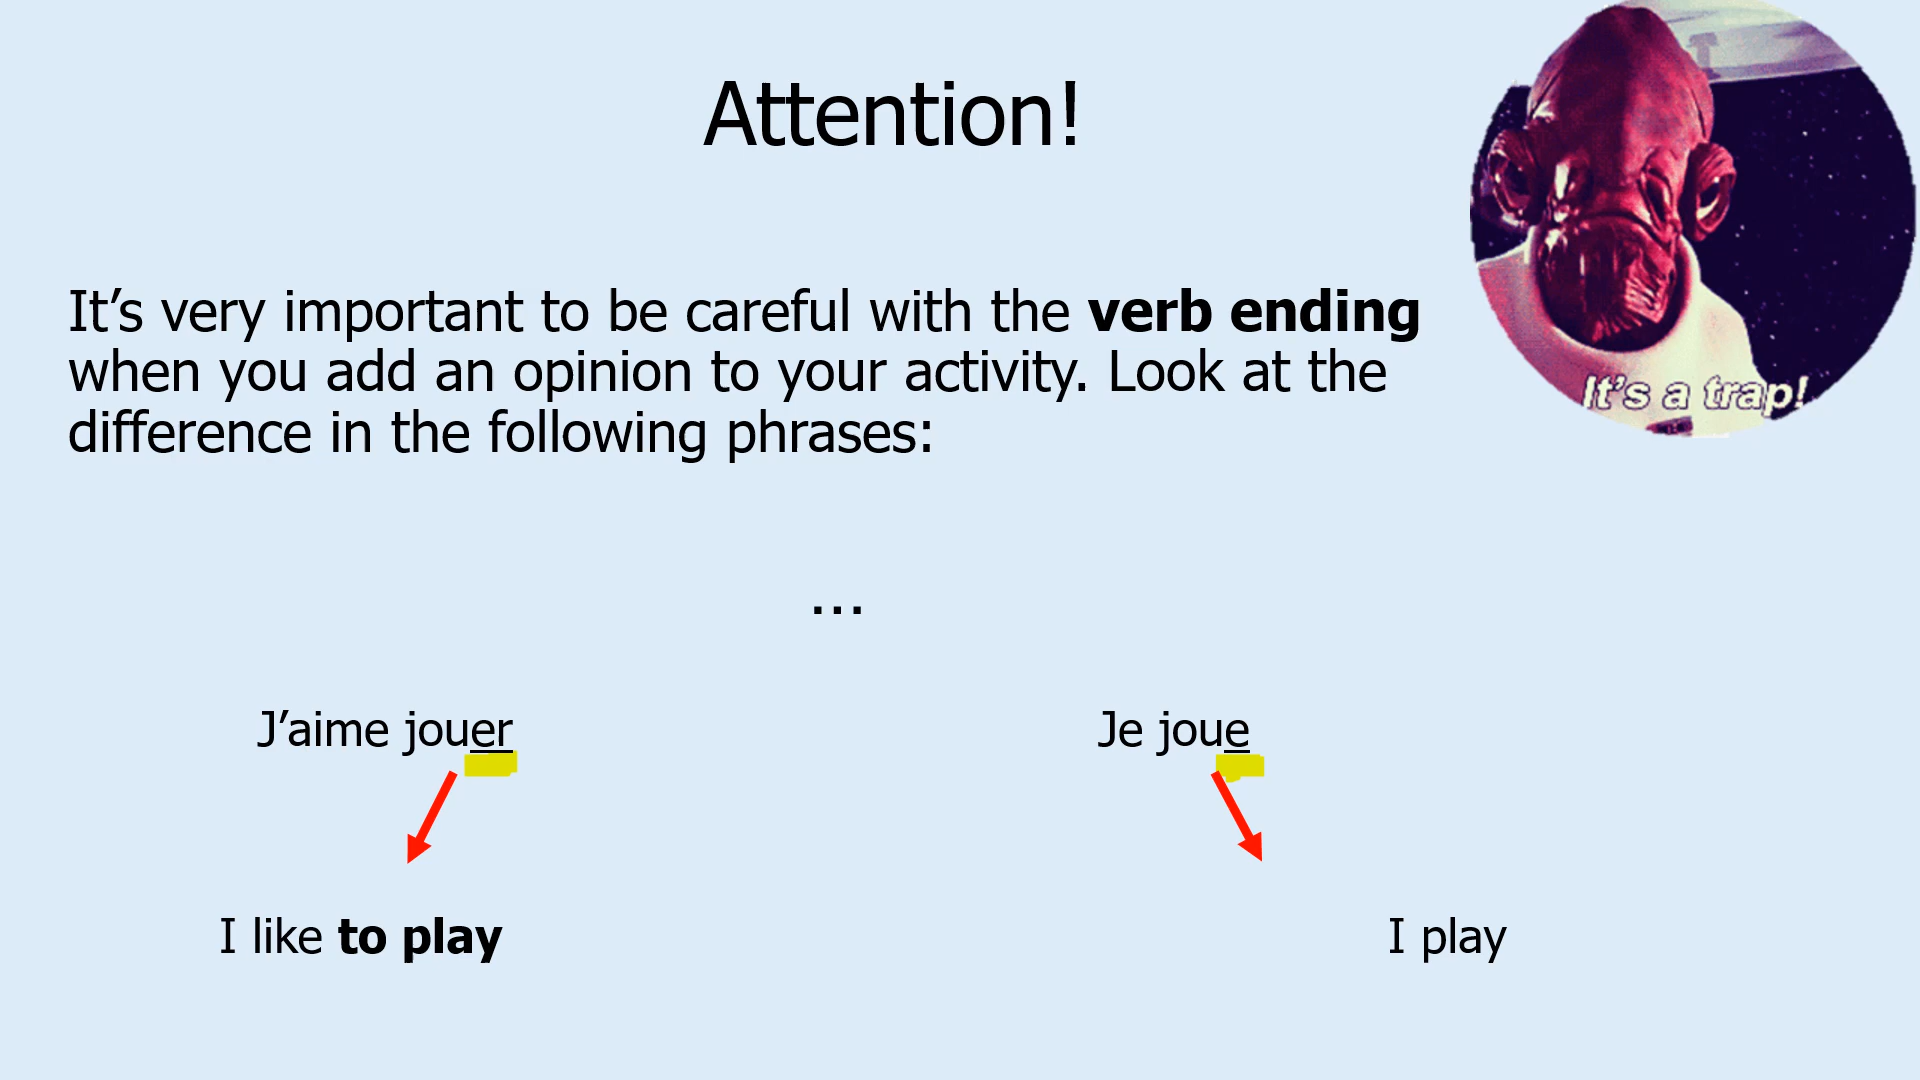 Attention!
It’s very important to be careful with the verb ending
when you add an opinion to your activity. Look at the
difference in the following phrases:
It's a trap!
…
J’aime jouer
Je joue
I like to play
I play